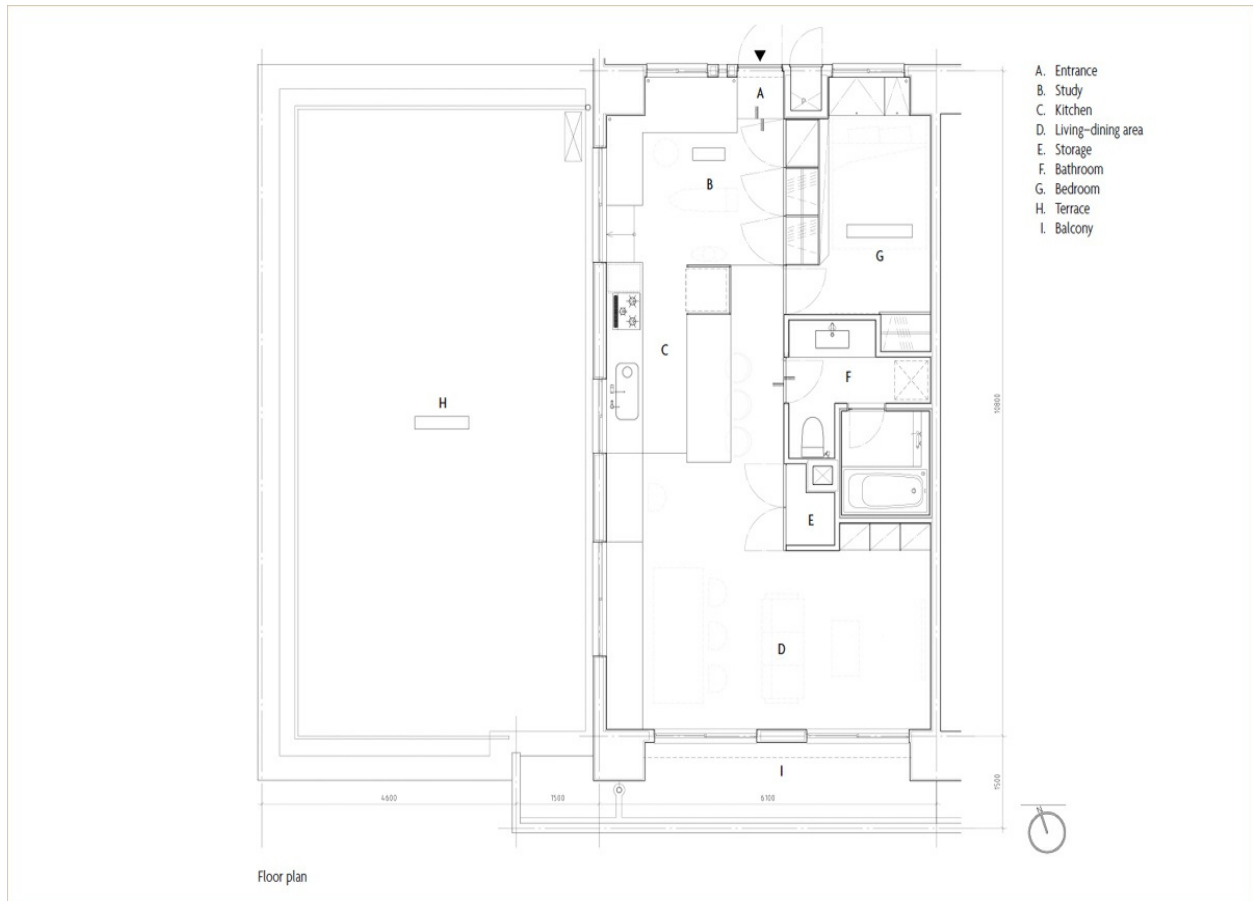 A. Entrance
B. Study
C. Kitchen
D. Living–dining area
E. Storage
F. Bathroom
G. Bedroom
H. Terrace
I. Balcony
A
B
G
C
F
H
E
D
I
10800
1500
4600
1500
6100
Floor plan